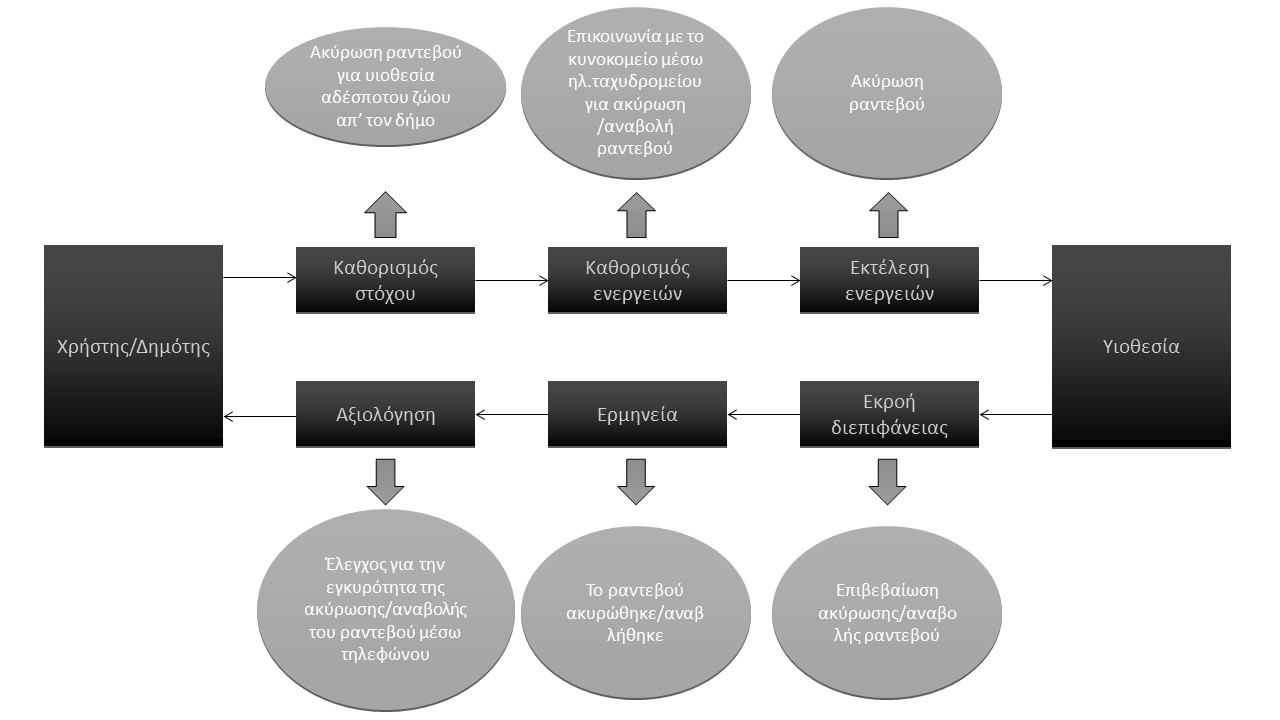 Ακύρωση ραντεβού
για υιοθεσία
αδέσποτου ζώου
απ’ τον δήμο
Επικοινωνία με το
κυνοκομείο μέσω
ηλ.ταχυδρομείου
για ακύρωση
/αναβολή
ραντεβού
Ακύρωση
ραντεβού
Χρήστης/Δημότης
Καθορισμός
στόχου
Καθορισμός
ενεργειών
Εκτέλεση
ενεργειών
Υιοθεσία
Αξιολόγηση
Ερμηνεία
Εκροή
διεπιφάνειας
Έλεγχος για την
εγκυρότητα της
ακύρωσης/αναβολής
του ραντεβού μέσω
τηλεφώνου
Το ραντεβού
ακυρώθηκε/αναβ
λήθηκε
Επιβεβαίωση
ακύρωσης/αναβο
λής ραντεβού